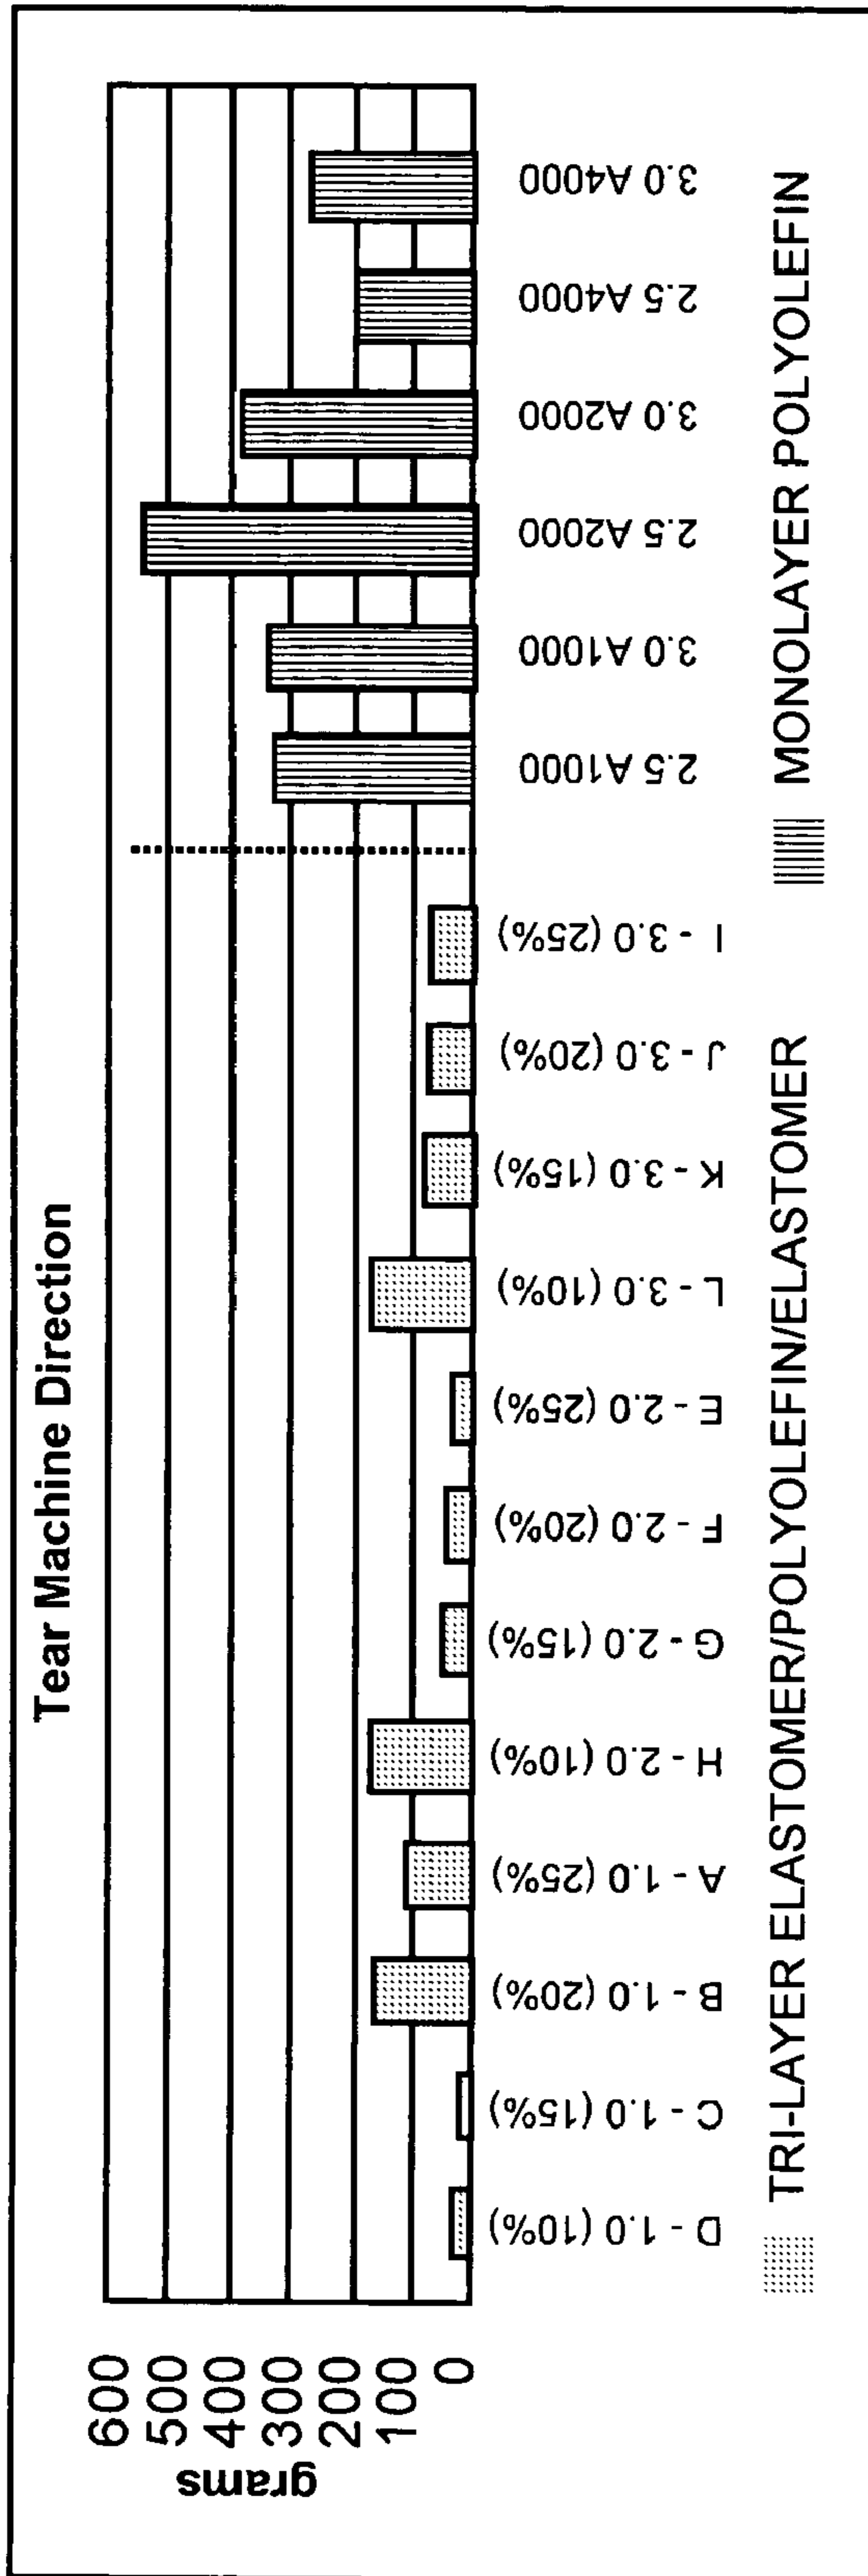 Tear Machine Direction
600
500
400
300
200
100
0
grams
D - 1.0 (10%)
C - 1.0 (15%)
B - 1.0 (20%)
A - 1.0 (25%)
H - 2.0 (10%)
G - 2.0 (15%)
F - 2.0 (20%)
E - 2.0 (25%)
L - 3.0 (10%)
K - 3.0 (15%)
J - 3.0 (20%)
I - 3.0 (25%)
2.5 A1000
3.0 A1000
2.5 A2000
3.0 A2000
2.5 A4000
3.0 A4000
TRI-LAYER ELASTOMER/POLYOLEFIN/ELASTOMER
MONOLAYER POLYOLEFIN